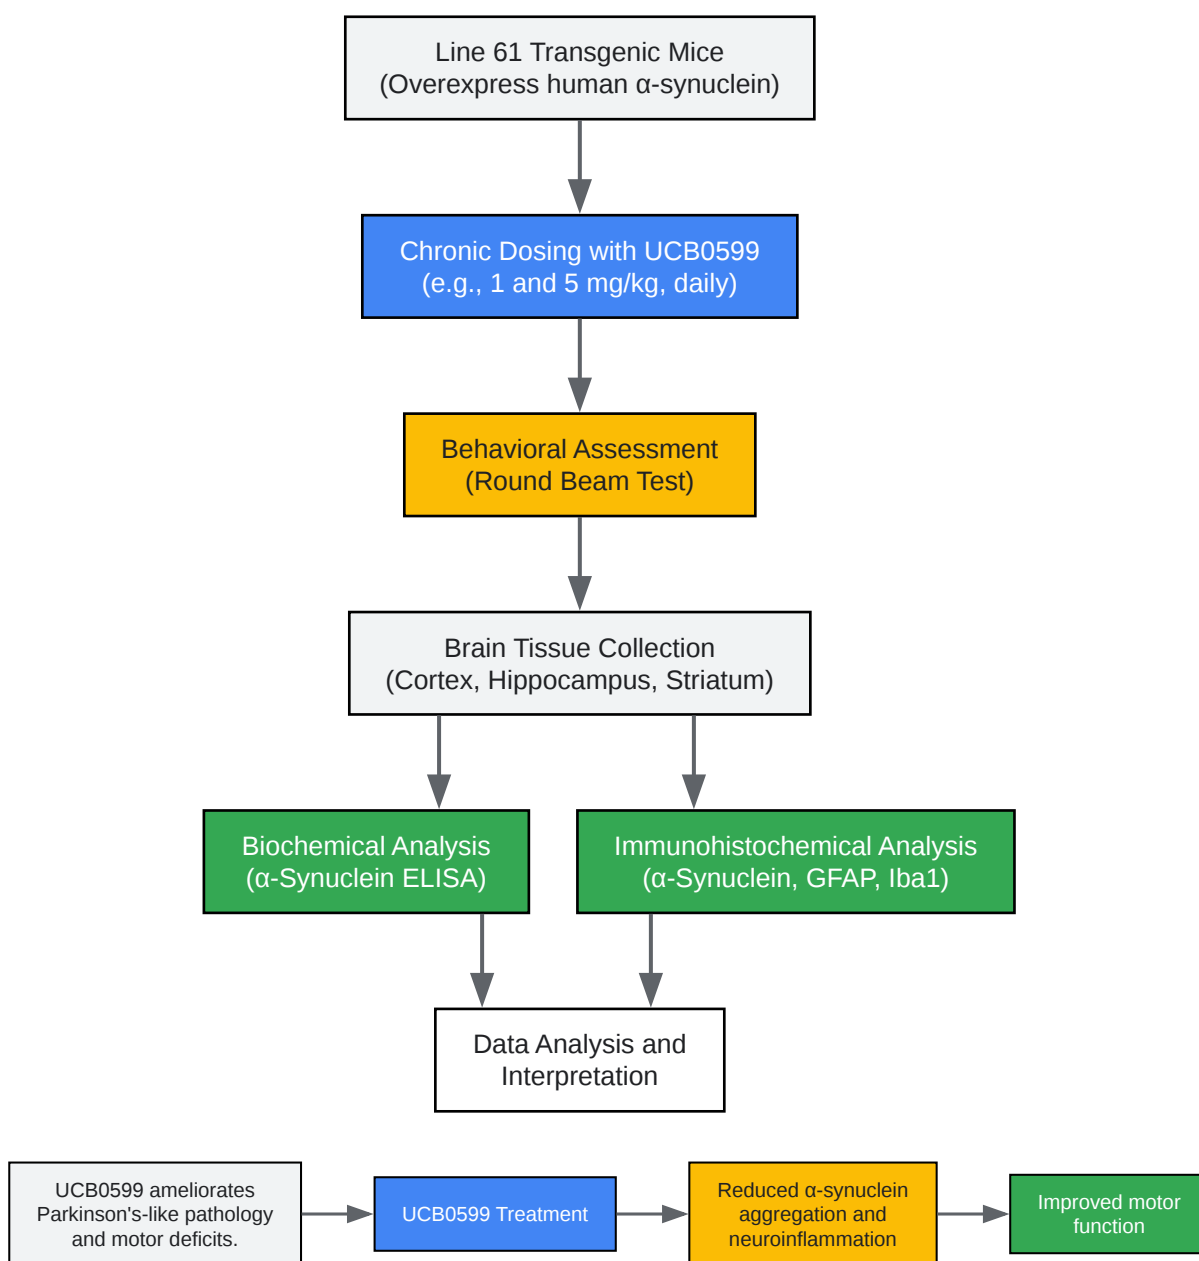 Line 61 Transgenic Mice
(Overexpress human α-synuclein)
Chronic Dosing with UCB0599
(e.g., 1 and 5 mg/kg, daily)
Behavioral Assessment
(Round Beam Test)
Brain Tissue Collection
(Cortex, Hippocampus, Striatum)
Biochemical Analysis
(α-Synuclein ELISA)
Immunohistochemical Analysis
(α-Synuclein, GFAP, Iba1)
Data Analysis and
Interpretation
UCB0599 ameliorates
Parkinson's-like pathology
and motor deficits.
UCB0599 Treatment
Reduced α-synuclein
aggregation and
neuroinflammation
Improved motor
function